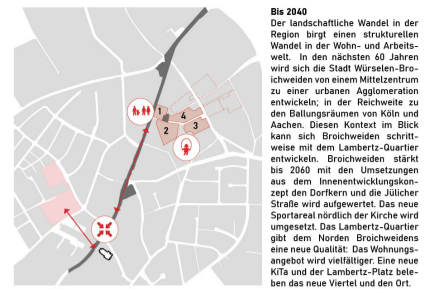 Bis 2040
Der landschaftliche Wandel in der
Region birgt einen strukturellen
Wandel in der Wohn- und Arbeits-
welt. In den nächsten 60 Jahren
wird sich die Stadt Würselen-Bro-
ichweiden von einem Mittelzentrum
zu einer urbanen Agglomeration
entwickeln; in der Reichweite zu
den Ballungsräumen von Köln und
Aachen. Diesen Kontext im Blick
kann sich Broichweiden schritt-
weise mit dem Lambertz-Quartier
entwickeln. Broichweiden stärkt
bis 2060 mit den Umsetzungen
aus dem Innenentwicklungskon-
zept den Dorfkern und die Jülicher
Straße wird aufgewertet. Das neue
Sportareal nördlich der Kirche wird
umgesetzt. Das Lambertz-Quartier
gibt dem Norden Broichweidens
eine neue Qualität: Das Wohnungs-
angebot wird vielfältiger. Eine neue
KiTa und der Lambertz-Platz bele-
ben das neue Viertel und den Ort.
1
4
2
3